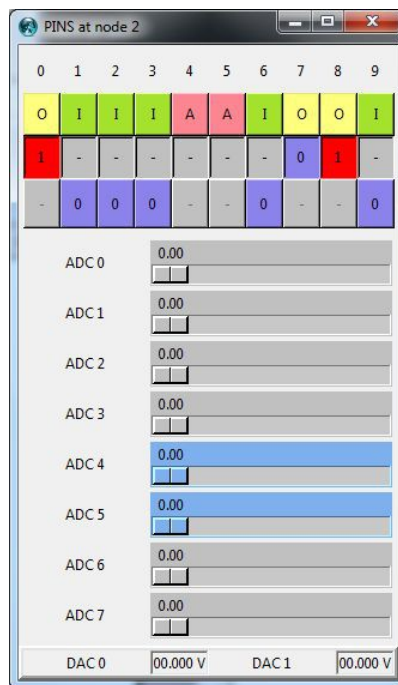 PINS at node 2
0 1 2 3 4 5 6 7 8 9
O I I I A A I O O I
1 - - - - - - 0 1 -
- 0 0 0 - - 0 - - 0
0.00
ADC 0
0.00
ADC 1
0.00
ADC 2
0.00
ADC 3
0.00
ADC 4
0.00
ADC 5
0.00
ADC 6
0.00
ADC 7
DAC 0 00.000 V DAC 1 00.000 V